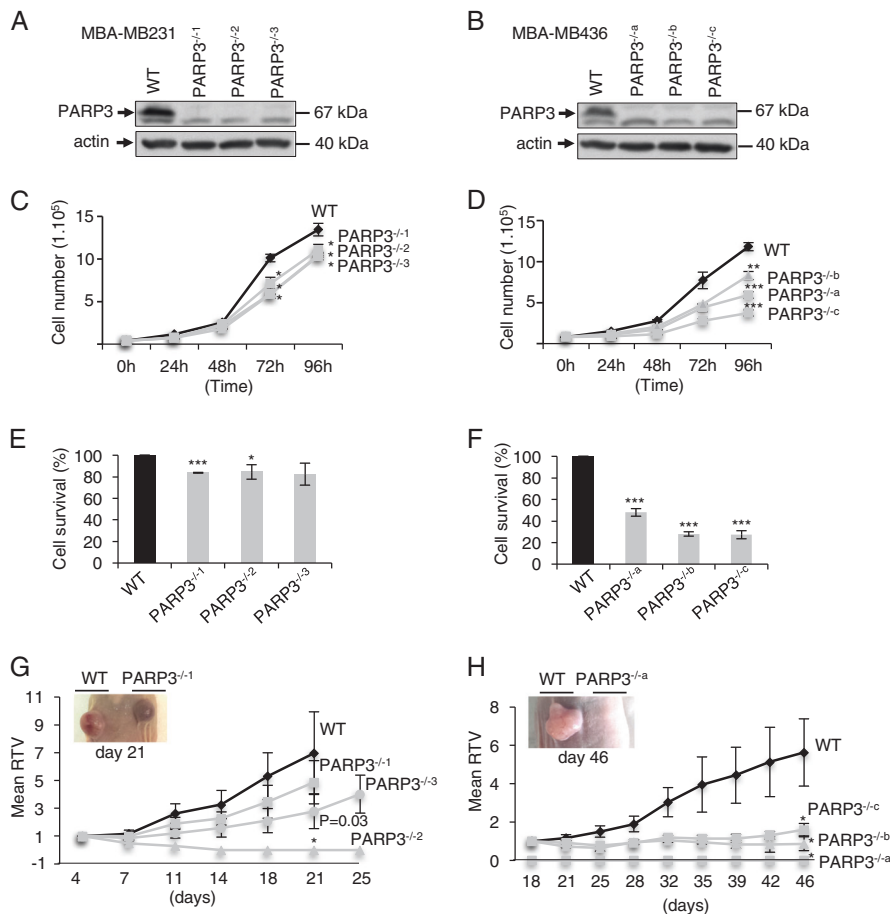 A
MBA-MB231
WT
PARP3-/-1
PARP3-/-2
PARP3-/-3
PARP3
67 kDa
actin
40 kDa
B
MBA-MB436
WT
PARP3-/-a
PARP3-/-b
PARP3-/-c
PARP3
67 kDa
actin
40 kDa
C
Cell number (1.10⁵)
15
10
5
WT
PARP3-/-1
PARP3-/-2
PARP3-/-3
*
*
*
*
*
*
0h 24h 48h 72h 96h
(Time)
D
Cell number (1.10⁵)
15
10
5
0
WT
**
PARP3-/-b
***
PARP3-/-a
***
PARP3-/-c
0h 24h 48h 72h 96h
(Time)
E
Cell survival (%)
100
80
60
40
20
0
*** *
WT PARP3-/-1 PARP3-/-2 PARP3-/-3
F
Cell survival (%)
100
80
60
40
20
0
*** *** ***
WT PARP3-/-a PARP3-/-b PARP3-/-c
G
WT PARP3-/-1
day 21
Mean RTV
11
9
7
5
3
1
-1
WT
PARP3-/-1
PARP3-/-3
P=0.03
*
PARP3-/-2
4 7 11 14 18 21 25
(days)
H
WT PARP3-/-a
day 46
Mean RTV
8
6
4
2
0
WT
PARP3-/-c
*
PARP3-/-b
*
PARP3-/-a
*
18 21 25 28 32 35 39 42 46
(days)